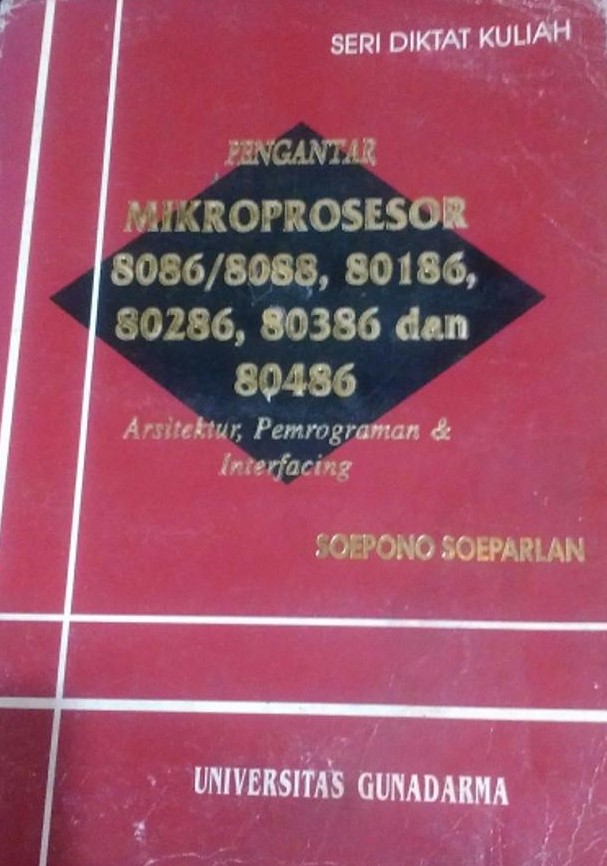 SERI DIKTAT KULIAH
PENGANTAR
MIKROPROSESOR
8086/8088, 80186,
80286, 80386 dan
80486
Arsitektur, Pemrograman &
Interfacing
SOEPONO SOEPARLAN
UNIVERSITAS GUNADARMA